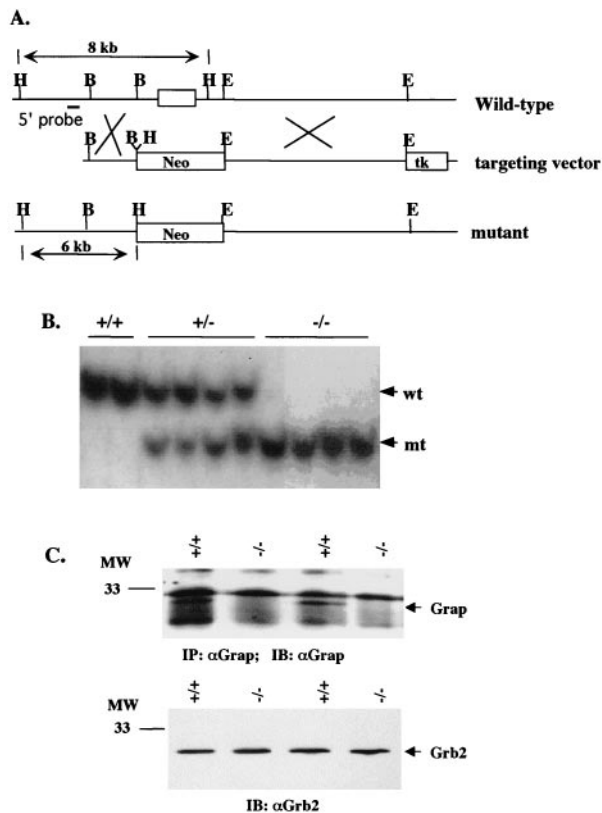 A.
8 kb
H B B H E E
Wild-type
5' probe
B B H E E
Neo tk targeting vector
H B H E E
Neo mutant
6 kb
B.
+/+ +/- -/-
wt
mt
C.
+/+ -/- +/+ -/-
MW
33
Grap
IP: αGrap; IB: αGrap
+/+ -/- +/+ -/-
MW
33
Grb2
IB: αGrb2